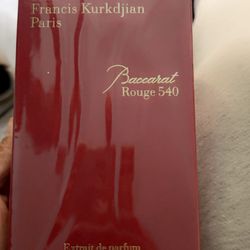 Francis Kurkdjian
Paris
Baccarat
Rouge 540
Extrait de parfum